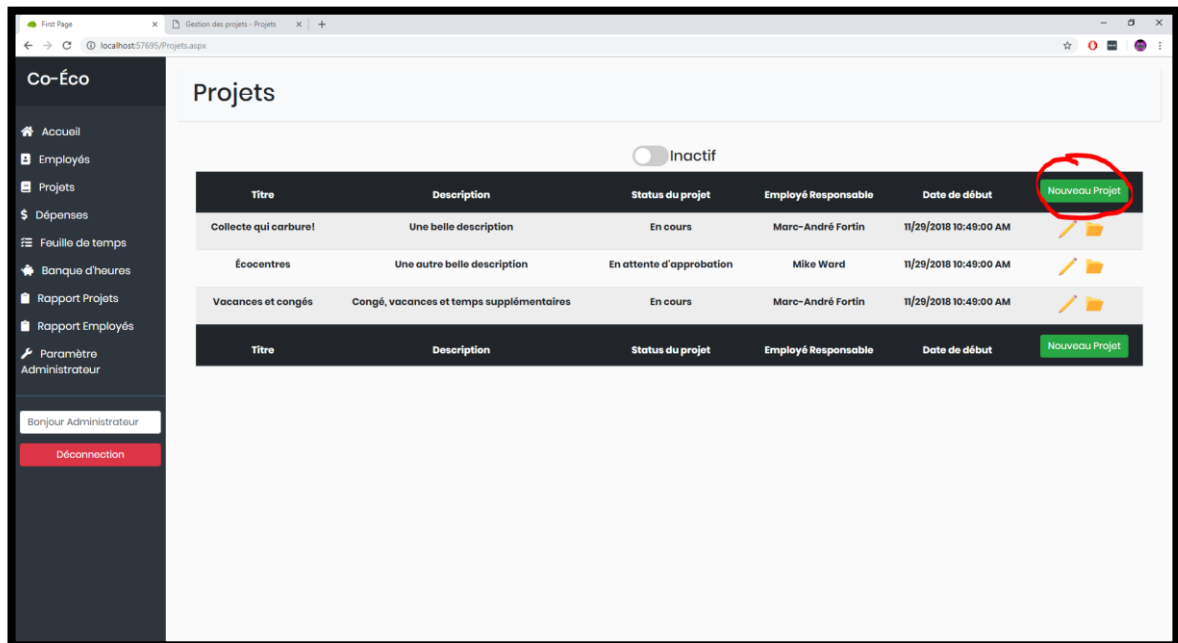 First Page
Gestion des projets - Projets
localhost:57695/Projets.aspx
Co-Éco
Accueil
Employés
Projets
Dépenses
Feuille de temps
Banque d'heures
Rapport Projets
Rapport Employés
Paramètre
Administrateur
Bonjour Administrateur
Déconnection
Projets
Inactif
Titre Description Status du projet Employé Responsable Date de début Nouveau Projet
Collecte qui carbure! Une belle description En cours Marc-André Fortin 11/29/2018 10:49:00 AM
Écocentres Une autre belle description En attente d'approbation Mike Ward 11/29/2018 10:49:00 AM
Vacances et congés Congé, vacances et temps supplémentaires En cours Marc-André Fortin 11/29/2018 10:49:00 AM
Titre Description Status du projet Employé Responsable Date de début Nouveau Projet